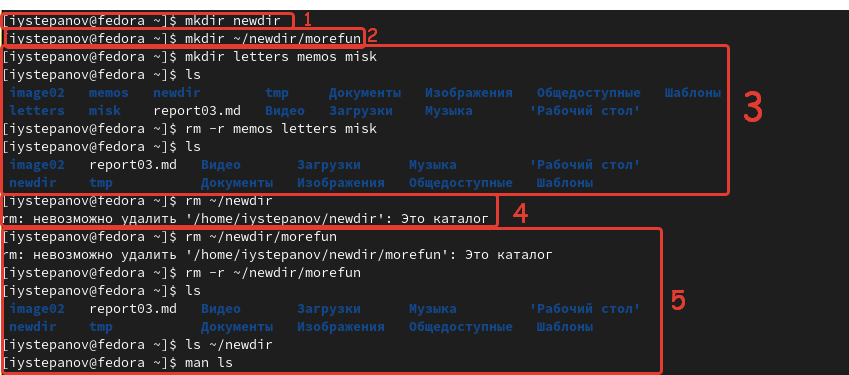 [iystepanov@fedora ~]$ mkdir newdir 1
[iystepanov@fedora ~]$ mkdir ~/newdir/morefun 2
[iystepanov@fedora ~]$ mkdir letters memos misk
[iystepanov@fedora ~]$ ls
image02 memos newdir tmp Документы Изображения Общедоступные Шаблоны
letters misk report03.md Видео Загрузки Музыка 'Рабочий стол'
3
[iystepanov@fedora ~]$ rm -r memos letters misk
[iystepanov@fedora ~]$ ls
image02 report03.md Видео Загрузки Музыка 'Рабочий стол'
newdir tmp Документы Изображения Общедоступные Шаблоны
[iystepanov@fedora ~]$ rm ~/newdir
rm: невозможно удалить '/home/iystepanov/newdir': Это каталог 4
[iystepanov@fedora ~]$ rm ~/newdir/morefun
rm: невозможно удалить '/home/iystepanov/newdir/morefun': Это каталог
[iystepanov@fedora ~]$ rm -r ~/newdir/morefun
[iystepanov@fedora ~]$ ls
5
image02 report03.md Видео Загрузки Музыка 'Рабочий стол'
newdir tmp Документы Изображения Общедоступные Шаблоны
[iystepanov@fedora ~]$ ls ~/newdir
[iystepanov@fedora ~]$ man ls